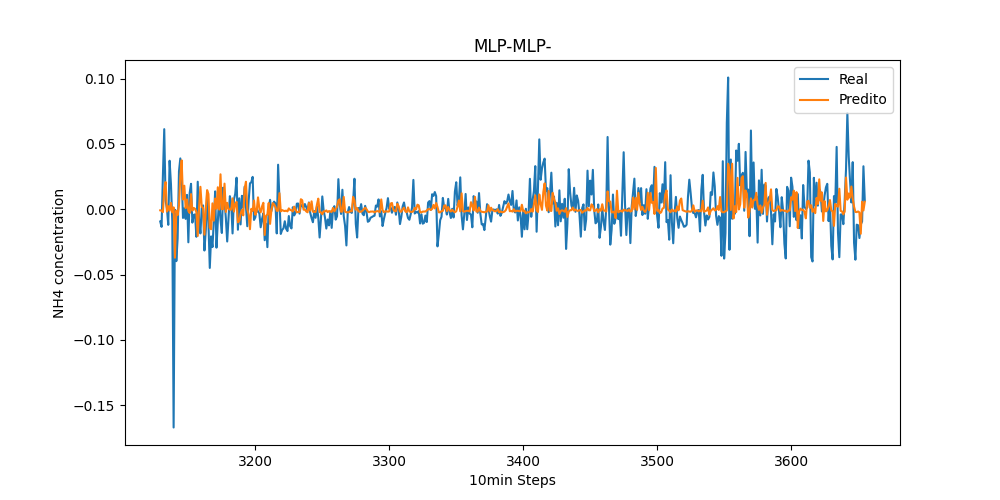 MLP-MLP-
Real
Predito
0.10
0.05
0.00
−0.05
−0.10
−0.15
NH4 concentration
3200 3300 3400 3500 3600
10min Steps